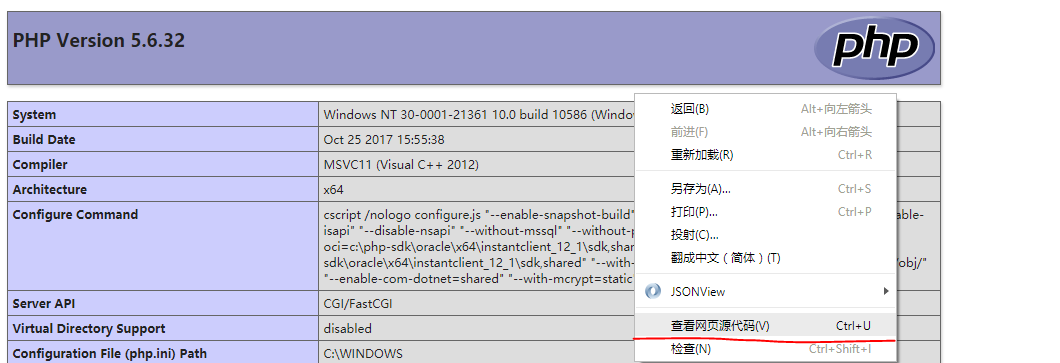 PHP Version 5.6.32
php
System
Windows NT 30-0001-21361 10.0 build 10586 (Windo
Build Date
Oct 25 2017 15:55:38
Compiler
MSVC11 (Visual C++ 2012)
Architecture
x64
Configure Command
cscript /nologo configure.js "--enable-snapshot-build" able-
isapi" "--disable-nsapi" "--without-mssql" "--without-p
oci=c:\php-sdk\oracle\x64\instantclient_12_1\sdk,shar
sdk\oracle\x64\instantclient_12_1\sdk,shared" "--with- /obj/"
"--enable-com-dotnet=shared" "--with-mcrypt=static
Server API
CGI/FastCGI
Virtual Directory Support
disabled
Configuration File (php.ini) Path
C:\WINDOWS
返回(B) Alt+向左箭头
前进(F) Alt+向右箭头
重新加载(R) Ctrl+R
另存为(A)... Ctrl+S
打印(P)... Ctrl+P
投射(C)...
翻成中文（简体）(T)
JSONView
查看网页源代码(V) Ctrl+U
检查(N) Ctrl+Shift+I